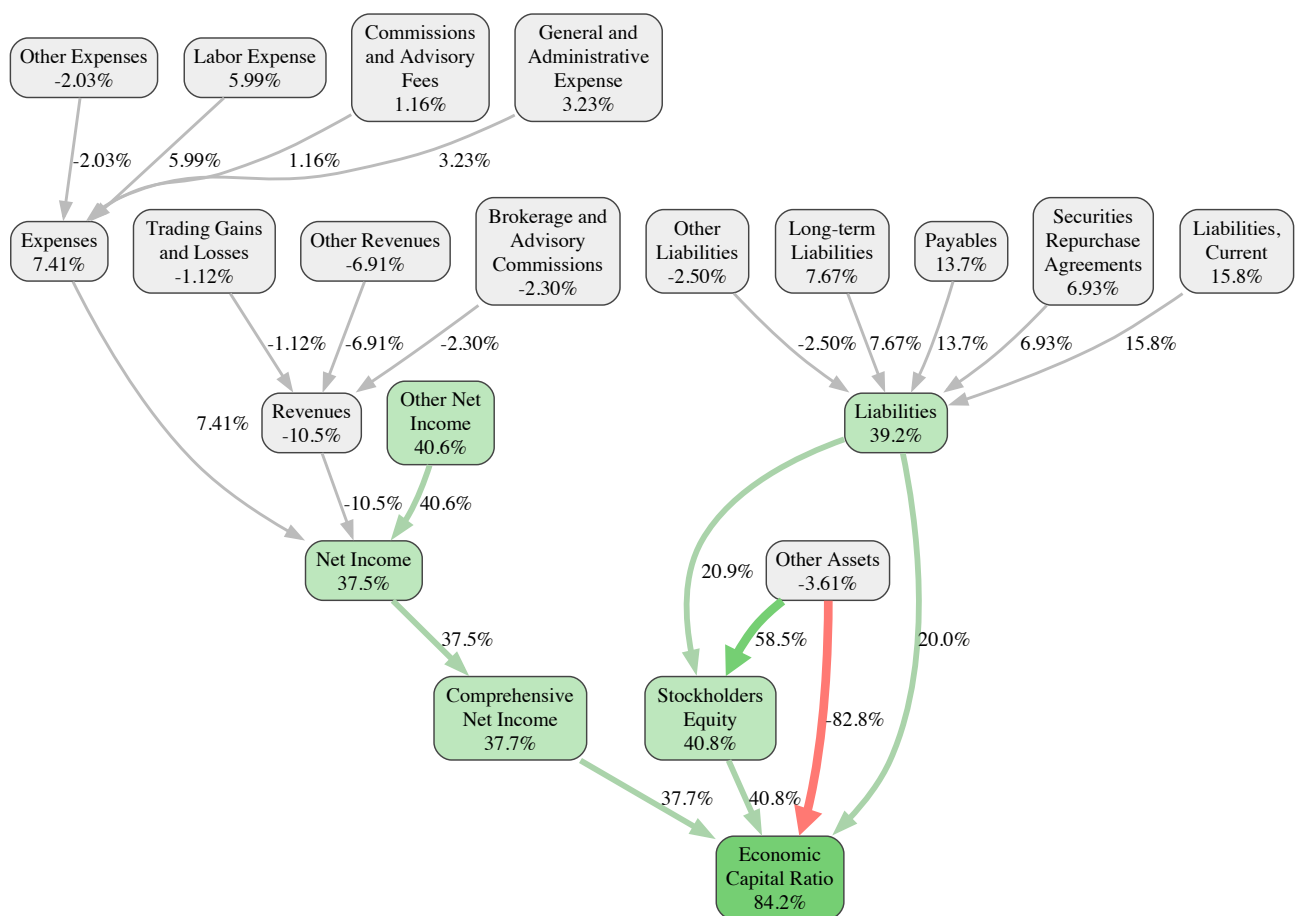 Other Expenses
-2.03%
Labor Expense
5.99%
Commissions
and Advisory
Fees
1.16%
General and
Administrative
Expense
3.23%
-2.03%
5.99%
1.16%
3.23%
Expenses
7.41%
Trading Gains
and Losses
-1.12%
Other Revenues
-6.91%
Brokerage and
Advisory
Commissions
-2.30%
Other
Liabilities
-2.50%
Long-term
Liabilities
7.67%
Payables
13.7%
Securities
Repurchase
Agreements
6.93%
Liabilities,
Current
15.8%
-1.12%
-6.91%
-2.30%
-2.50%
7.67%
13.7%
6.93%
15.8%
7.41%
Revenues
-10.5%
Other Net
Income
40.6%
Liabilities
39.2%
-10.5%
40.6%
Net Income
37.5%
20.9%
Other Assets
-3.61%
37.5%
58.5%
20.0%
Comprehensive
Net Income
37.7%
Stockholders
Equity
40.8%
-82.8%
37.7%
40.8%
Economic
Capital Ratio
84.2%